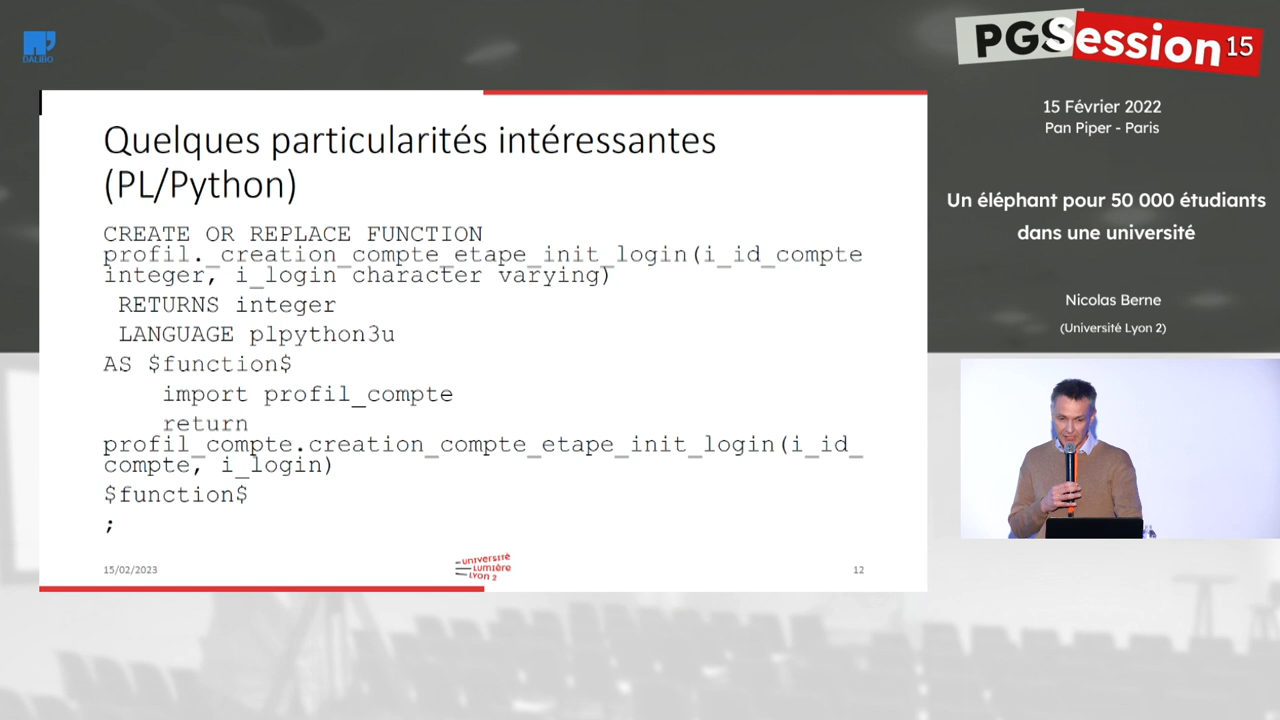 DALIBO
PGSession 15
15 Février 2022
Pan Piper - Paris
Un éléphant pour 50 000 étudiants
dans une université
Nicolas Berne
(Université Lyon 2)
Quelques particularités intéressantes
(PL/Python)
CREATE OR REPLACE FUNCTION
profil._creation_compte_etape_init_login(i_id_compte
integer, i_login character varying)
RETURNS integer
LANGUAGE plpython3u
AS $function$
import profil_compte
return
profil_compte.creation_compte_etape_init_login(i_id_
compte, i_login)
$function$
;
15/02/2023
UNIVERSITÉ
LUMIÈRE
LYON 2
12